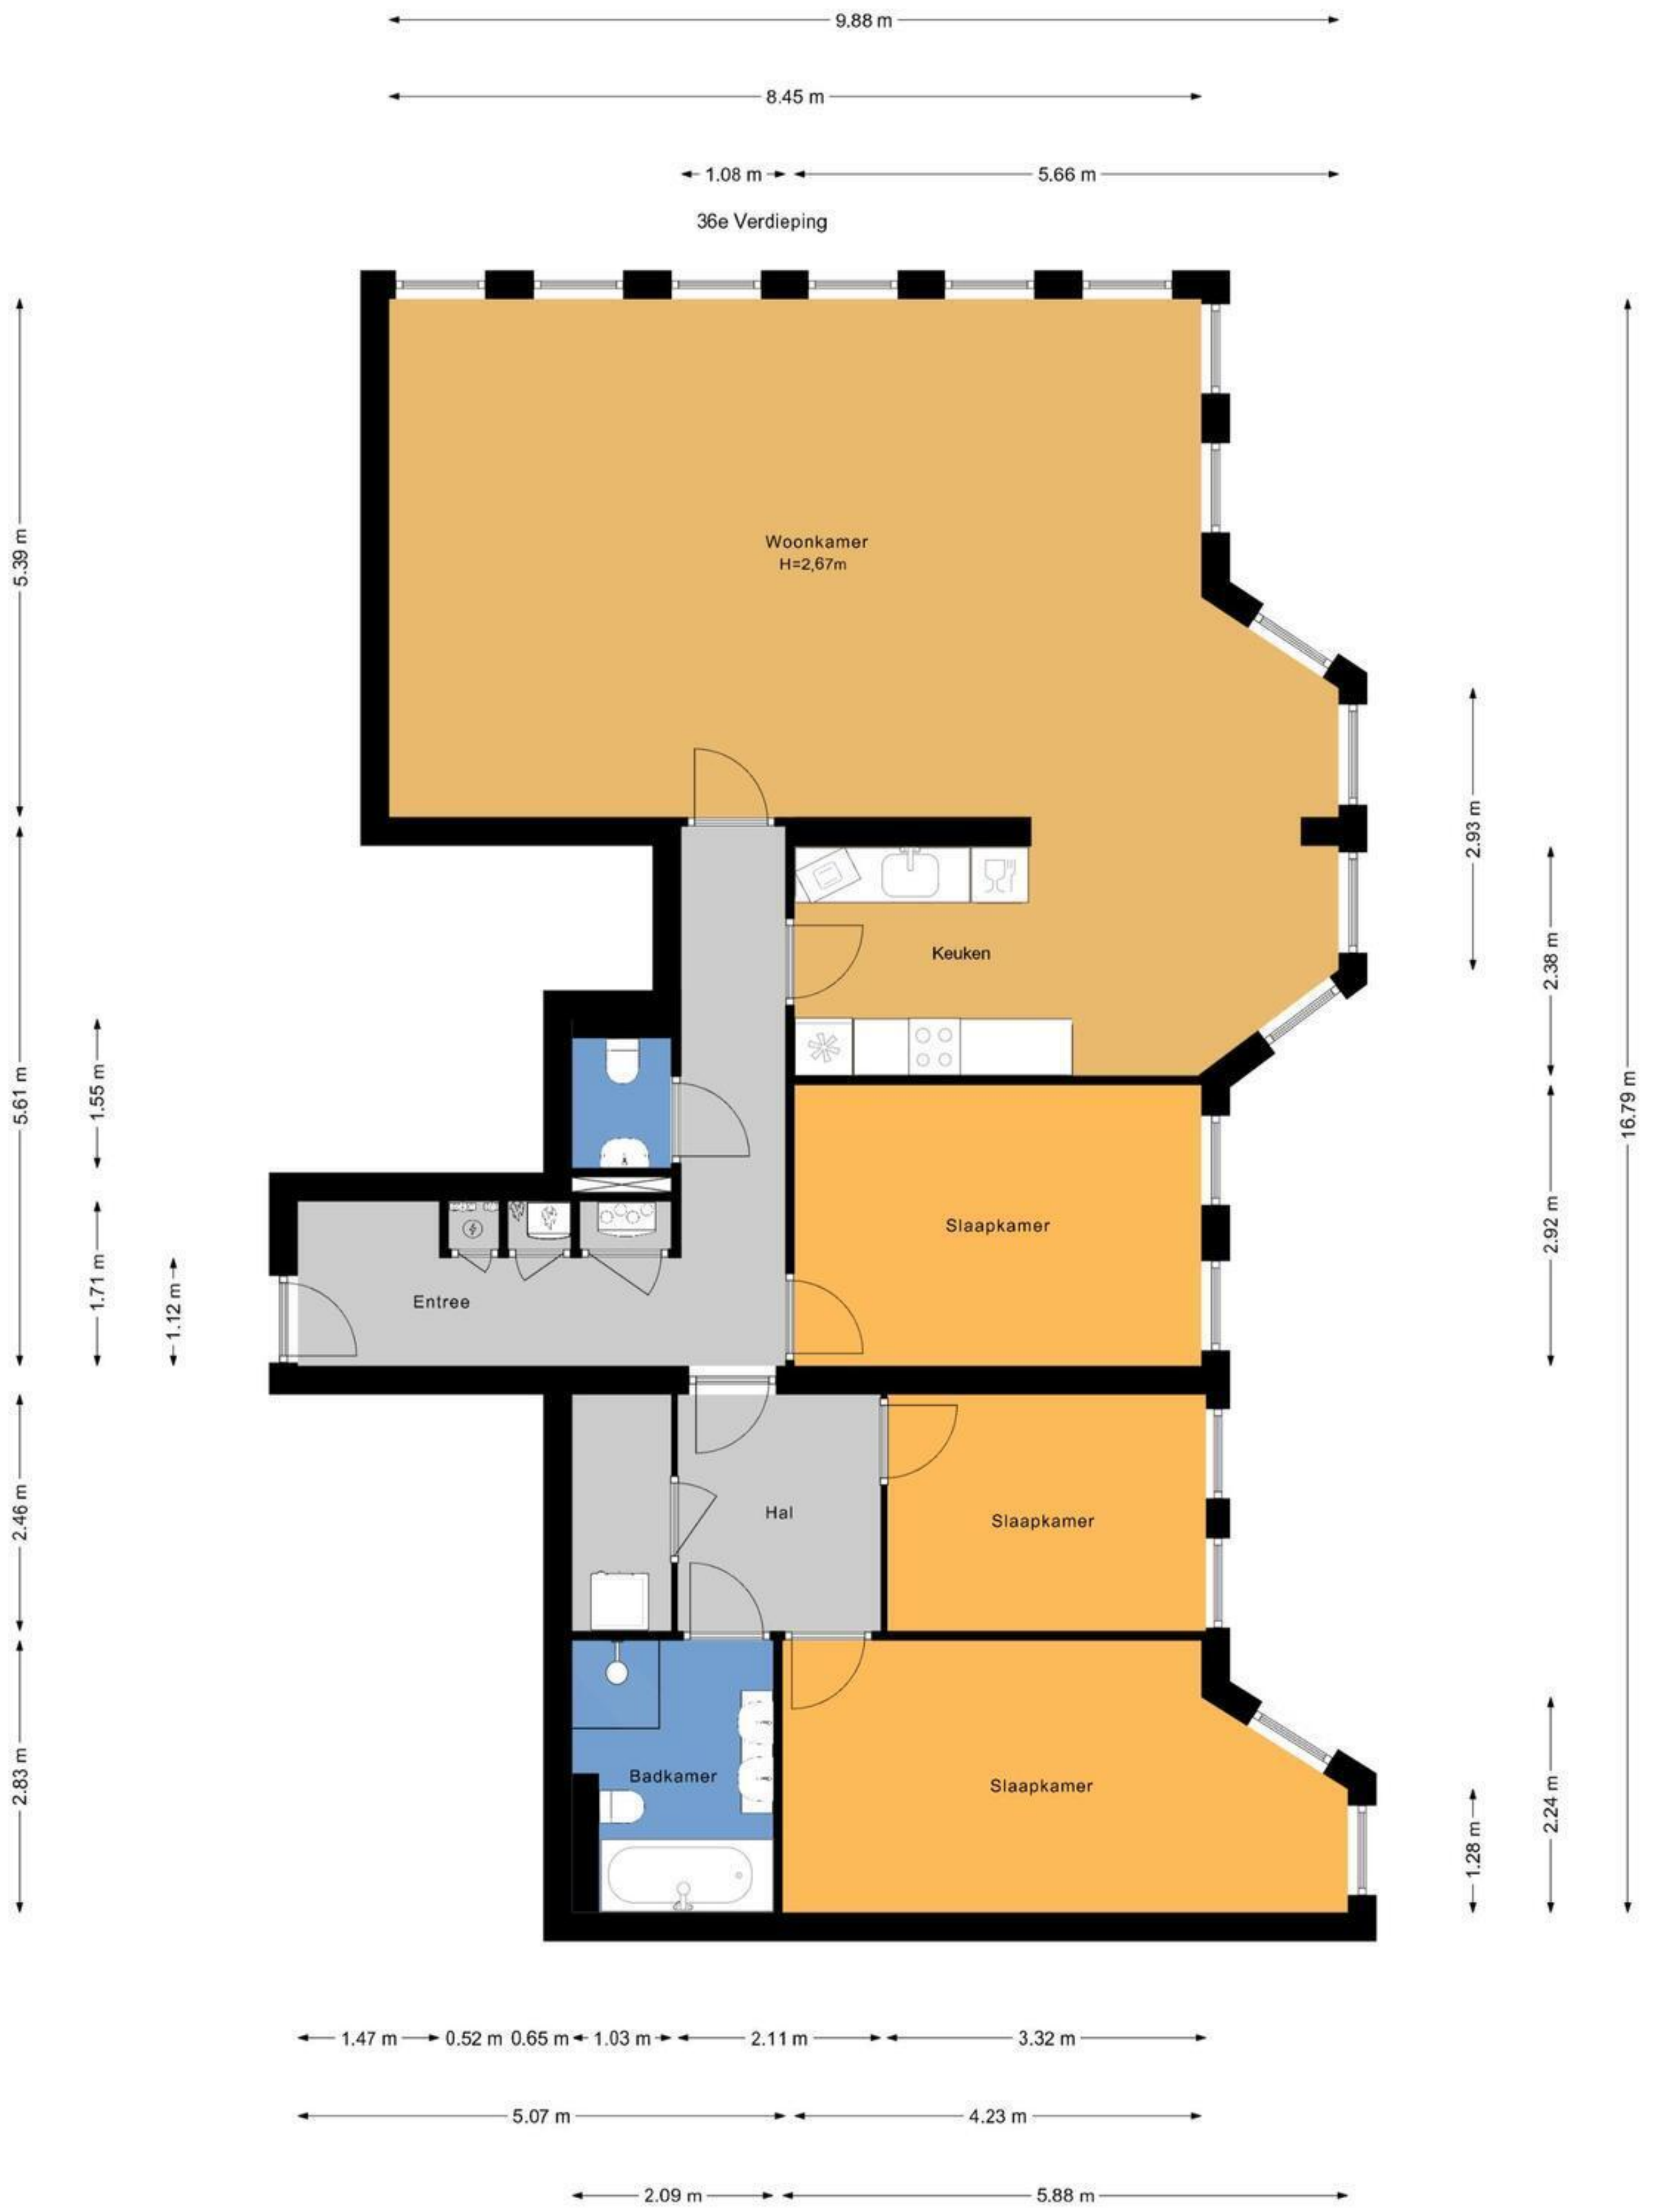 9.88 m
8.45 m
1.08 m
5.66 m
36e Verdieping
5.39 m
Woonkamer
H=2,67m
2.93 m
2.38 m
Keuken
5.61 m
1.55 m
16.79 m
1.71 m
1.12 m
Slaapkamer
2.92 m
Entree
2.46 m
Hal
Slaapkamer
2.83 m
Badkamer
Slaapkamer
1.28 m
2.24 m
1.47 m
0.52 m
0.65 m
1.03 m
2.11 m
3.32 m
5.07 m
4.23 m
2.09 m
5.88 m